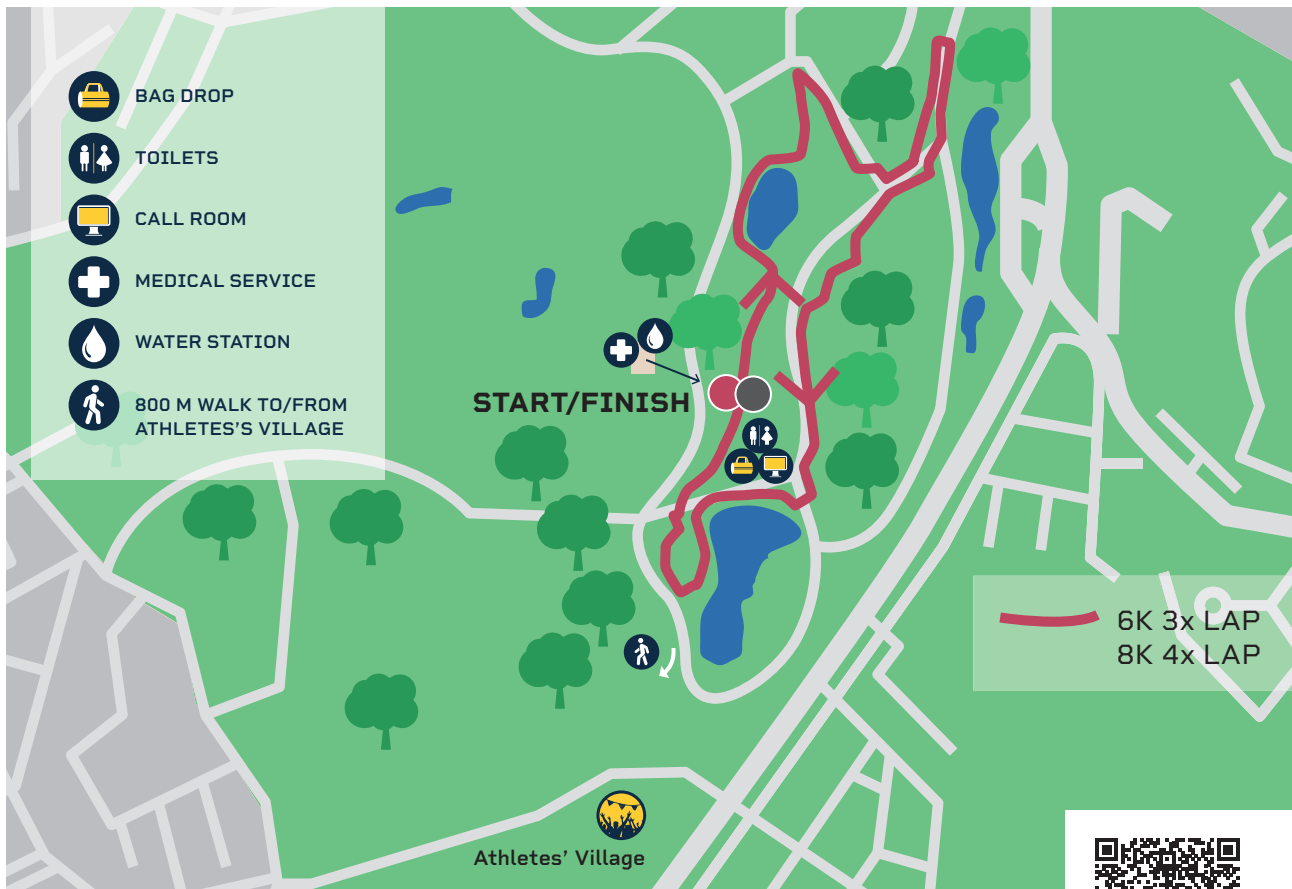 BAG DROP
TOILETS
CALL ROOM
MEDICAL SERVICE
WATER STATION
800 M WALK TO/FROM
ATHLETES'S VILLAGE
START/FINISH
6K 3x LAP
8K 4x LAP
Athletes' Village